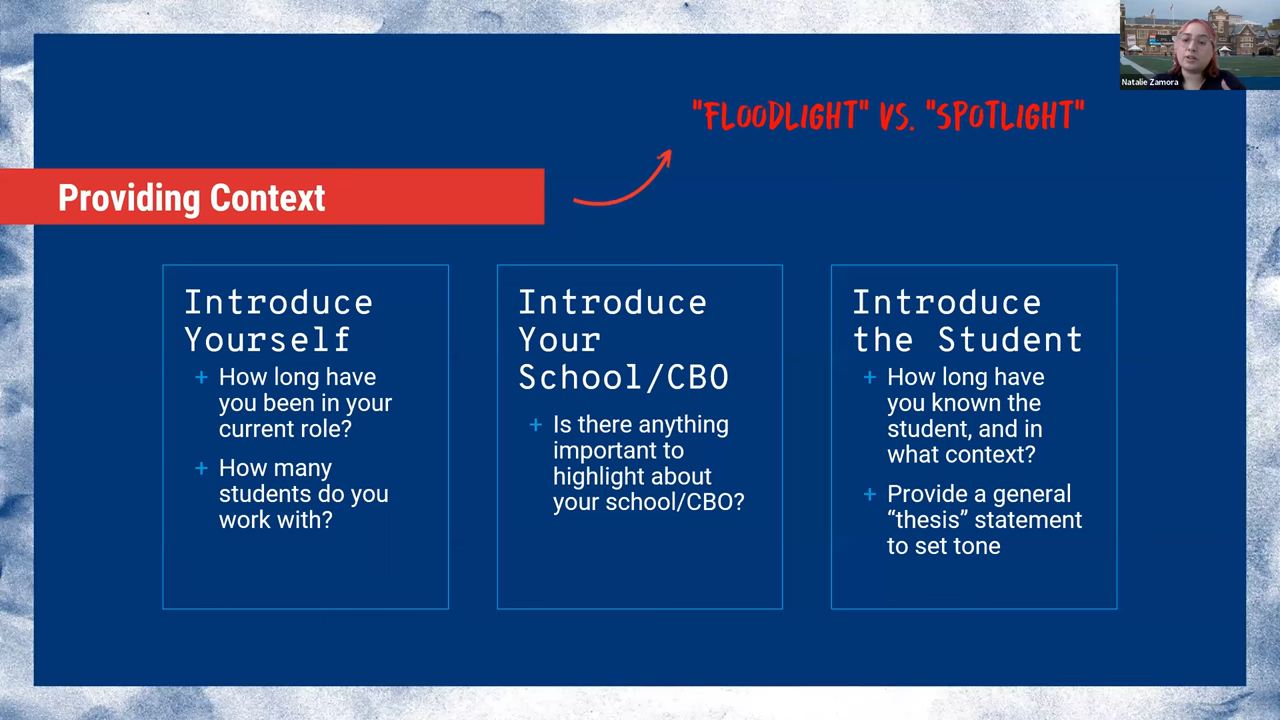 Natalie Zamora
"FLOODLIGHT" VS. "SPOTLIGHT"
Providing Context
Introduce
Yourself
+ How long have
you been in your
current role?
+ How many
students do you
work with?
Introduce
Your
School/CBO
+ Is there anything
important to
highlight about
your school/CBO?
Introduce
the Student
+ How long have
you known the
student, and in
what context?
+ Provide a general
“thesis” statement
to set tone